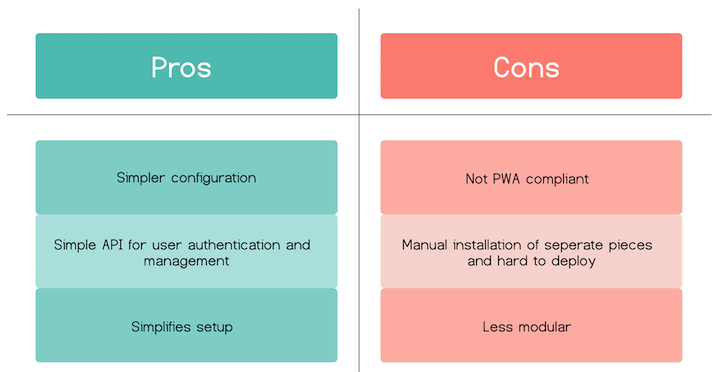 Pros
Cons
Simpler configuration
Not PWA compliant
Simple API for user authentication and
management
Manual installation of seperate pieces
and hard to deploy
Simplifies setup
Less modular